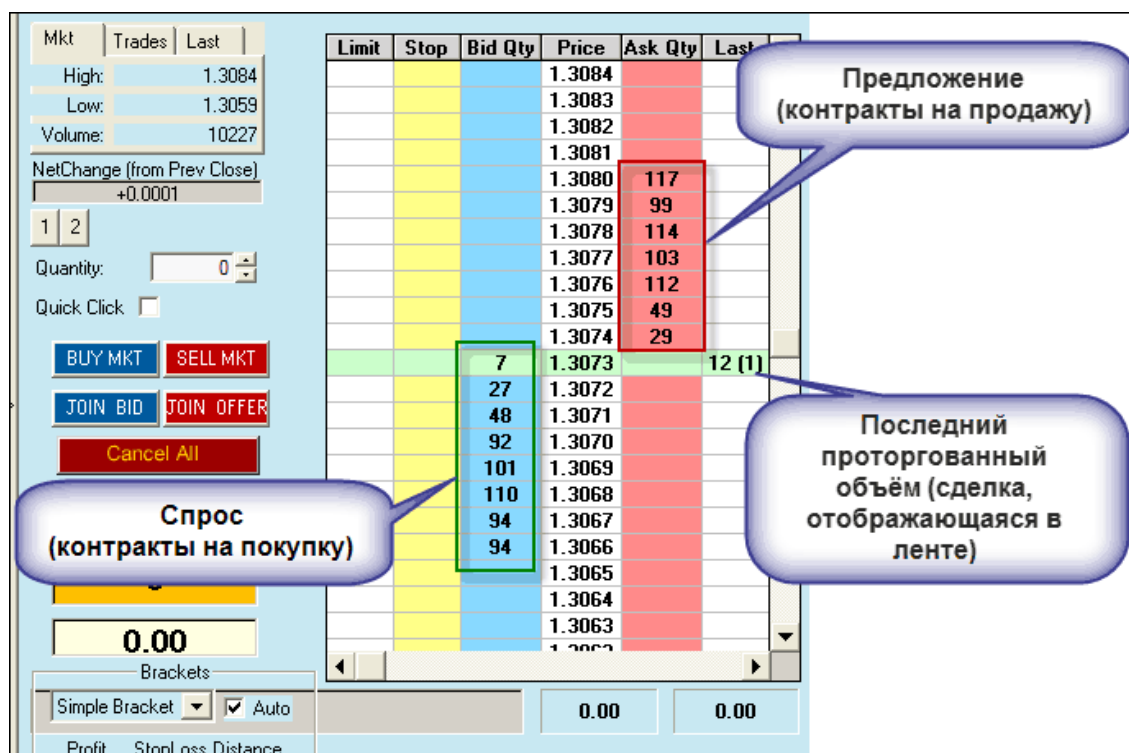 Mkt Trades Last
High: 1.3084
Low: 1.3059
Volume: 10227
NetChange (from Prev Close)
+0.0001
1 2
Quantity: 0
Quick Click
BUY MKT SELL MKT
JOIN BID JOIN OFFER
Cancel All
0.00
Brackets
Simple Bracket Auto
Profit StopLoss Distance
Limit Stop Bid Qty Price Ask Qty Last
1.3084
1.3083
1.3082
1.3081
1.3080 117
1.3079 99
1.3078 114
1.3077 103
1.3076 112
1.3075 49
1.3074 29
7 1.3073 12 (1)
27 1.3072
48 1.3071
92 1.3070
101 1.3069
110 1.3068
94 1.3067
94 1.3066
1.3065
1.3064
1.3063
0.00 0.00
Предложение
(контракты на продажу)
Последний
проторгованный
объём (сделка,
отображающаяся в
ленте)
Спрос
(контракты на покупку)